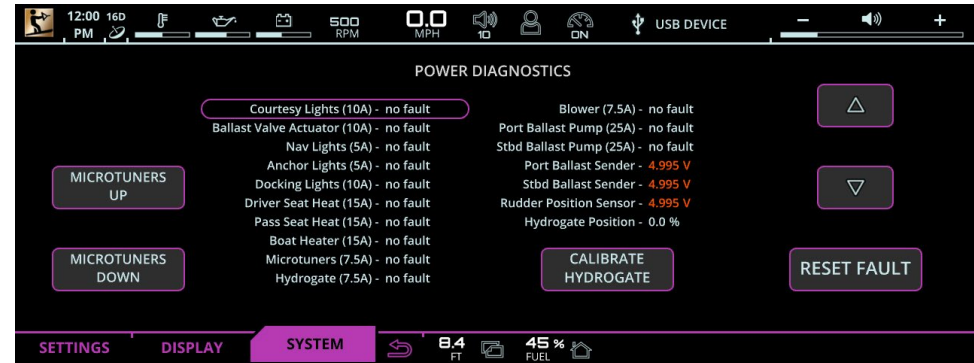 12:00 16D
PM
500
RPM
0.0
MPH
10
ON
USB DEVICE
− +
POWER DIAGNOSTICS
Courtesy Lights (10A) - no fault
Ballast Valve Actuator (10A) - no fault
Nav Lights (5A) - no fault
Anchor Lights (5A) - no fault
Docking Lights (10A) - no fault
Driver Seat Heat (15A) - no fault
Pass Seat Heat (15A) - no fault
Boat Heater (15A) - no fault
Microtuners (7.5A) - no fault
Hydrogate (7.5A) - no fault
Blower (7.5A) - no fault
Port Ballast Pump (25A) - no fault
Stbd Ballast Pump (25A) - no fault
Port Ballast Sender - 4.995 V
Stbd Ballast Sender - 4.995 V
Rudder Position Sensor - 4.995 V
Hydrogate Position - 0.0 %
MICROTUNERS
UP
MICROTUNERS
DOWN
CALIBRATE
HYDROGATE
RESET FAULT
SETTINGS
DISPLAY
SYSTEM
8.4
FT
45 %
FUEL